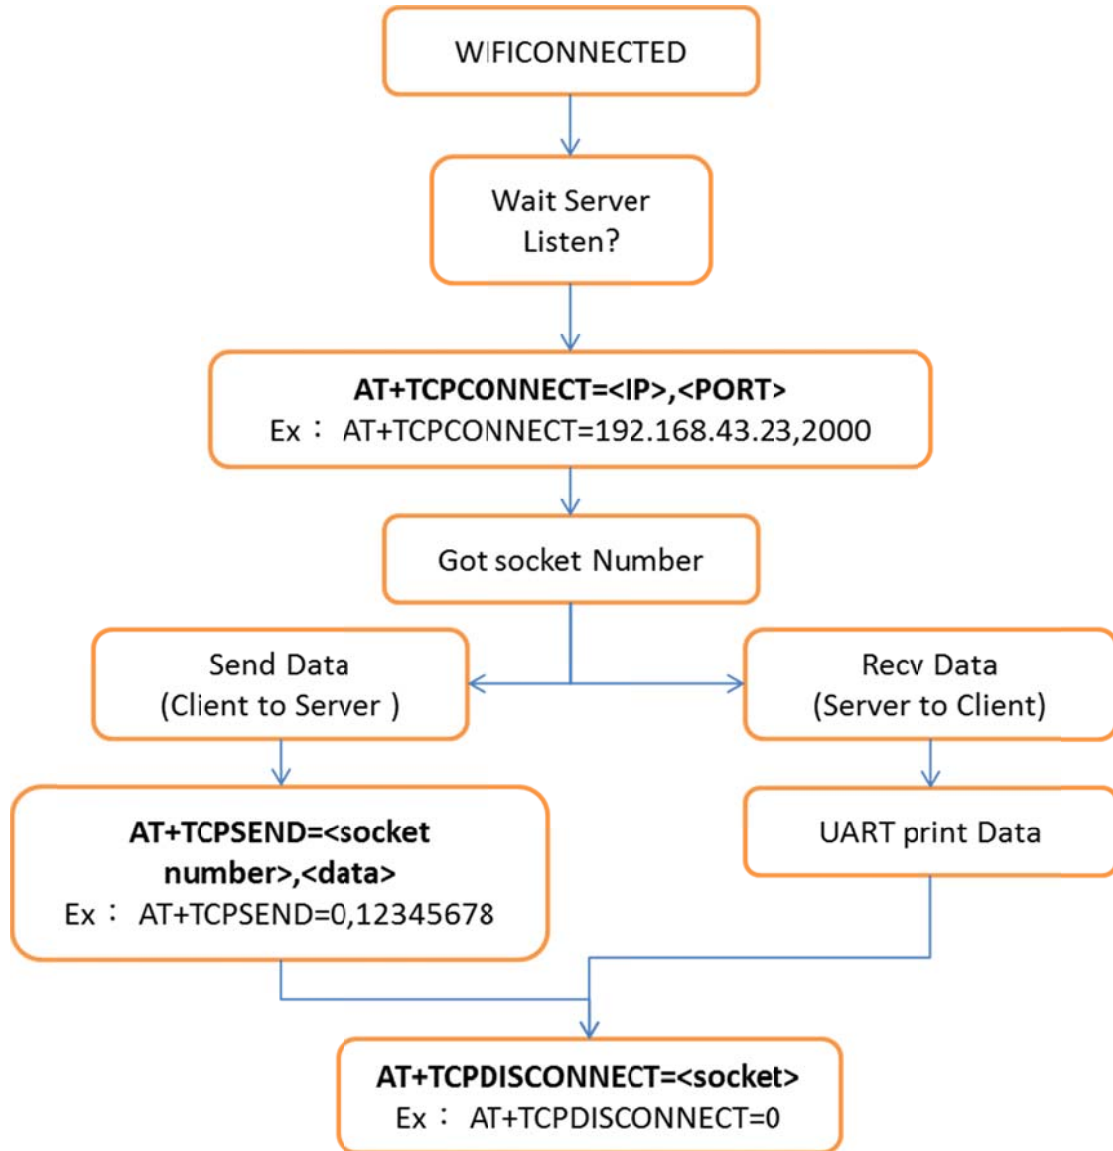 WIFICONNECTED
Wait Server
Listen?
AT+TCPCONNECT=<IP>,<PORT>
Ex： AT+TCPCONNECT=192.168.43.23,2000
Got socket Number
Send Data
(Client to Server )
Recv Data
(Server to Client)
AT+TCPSEND=<socket
number>,<data>
Ex： AT+TCPSEND=0,12345678
UART print Data
AT+TCPDISCONNECT=<socket>
Ex： AT+TCPDISCONNECT=0